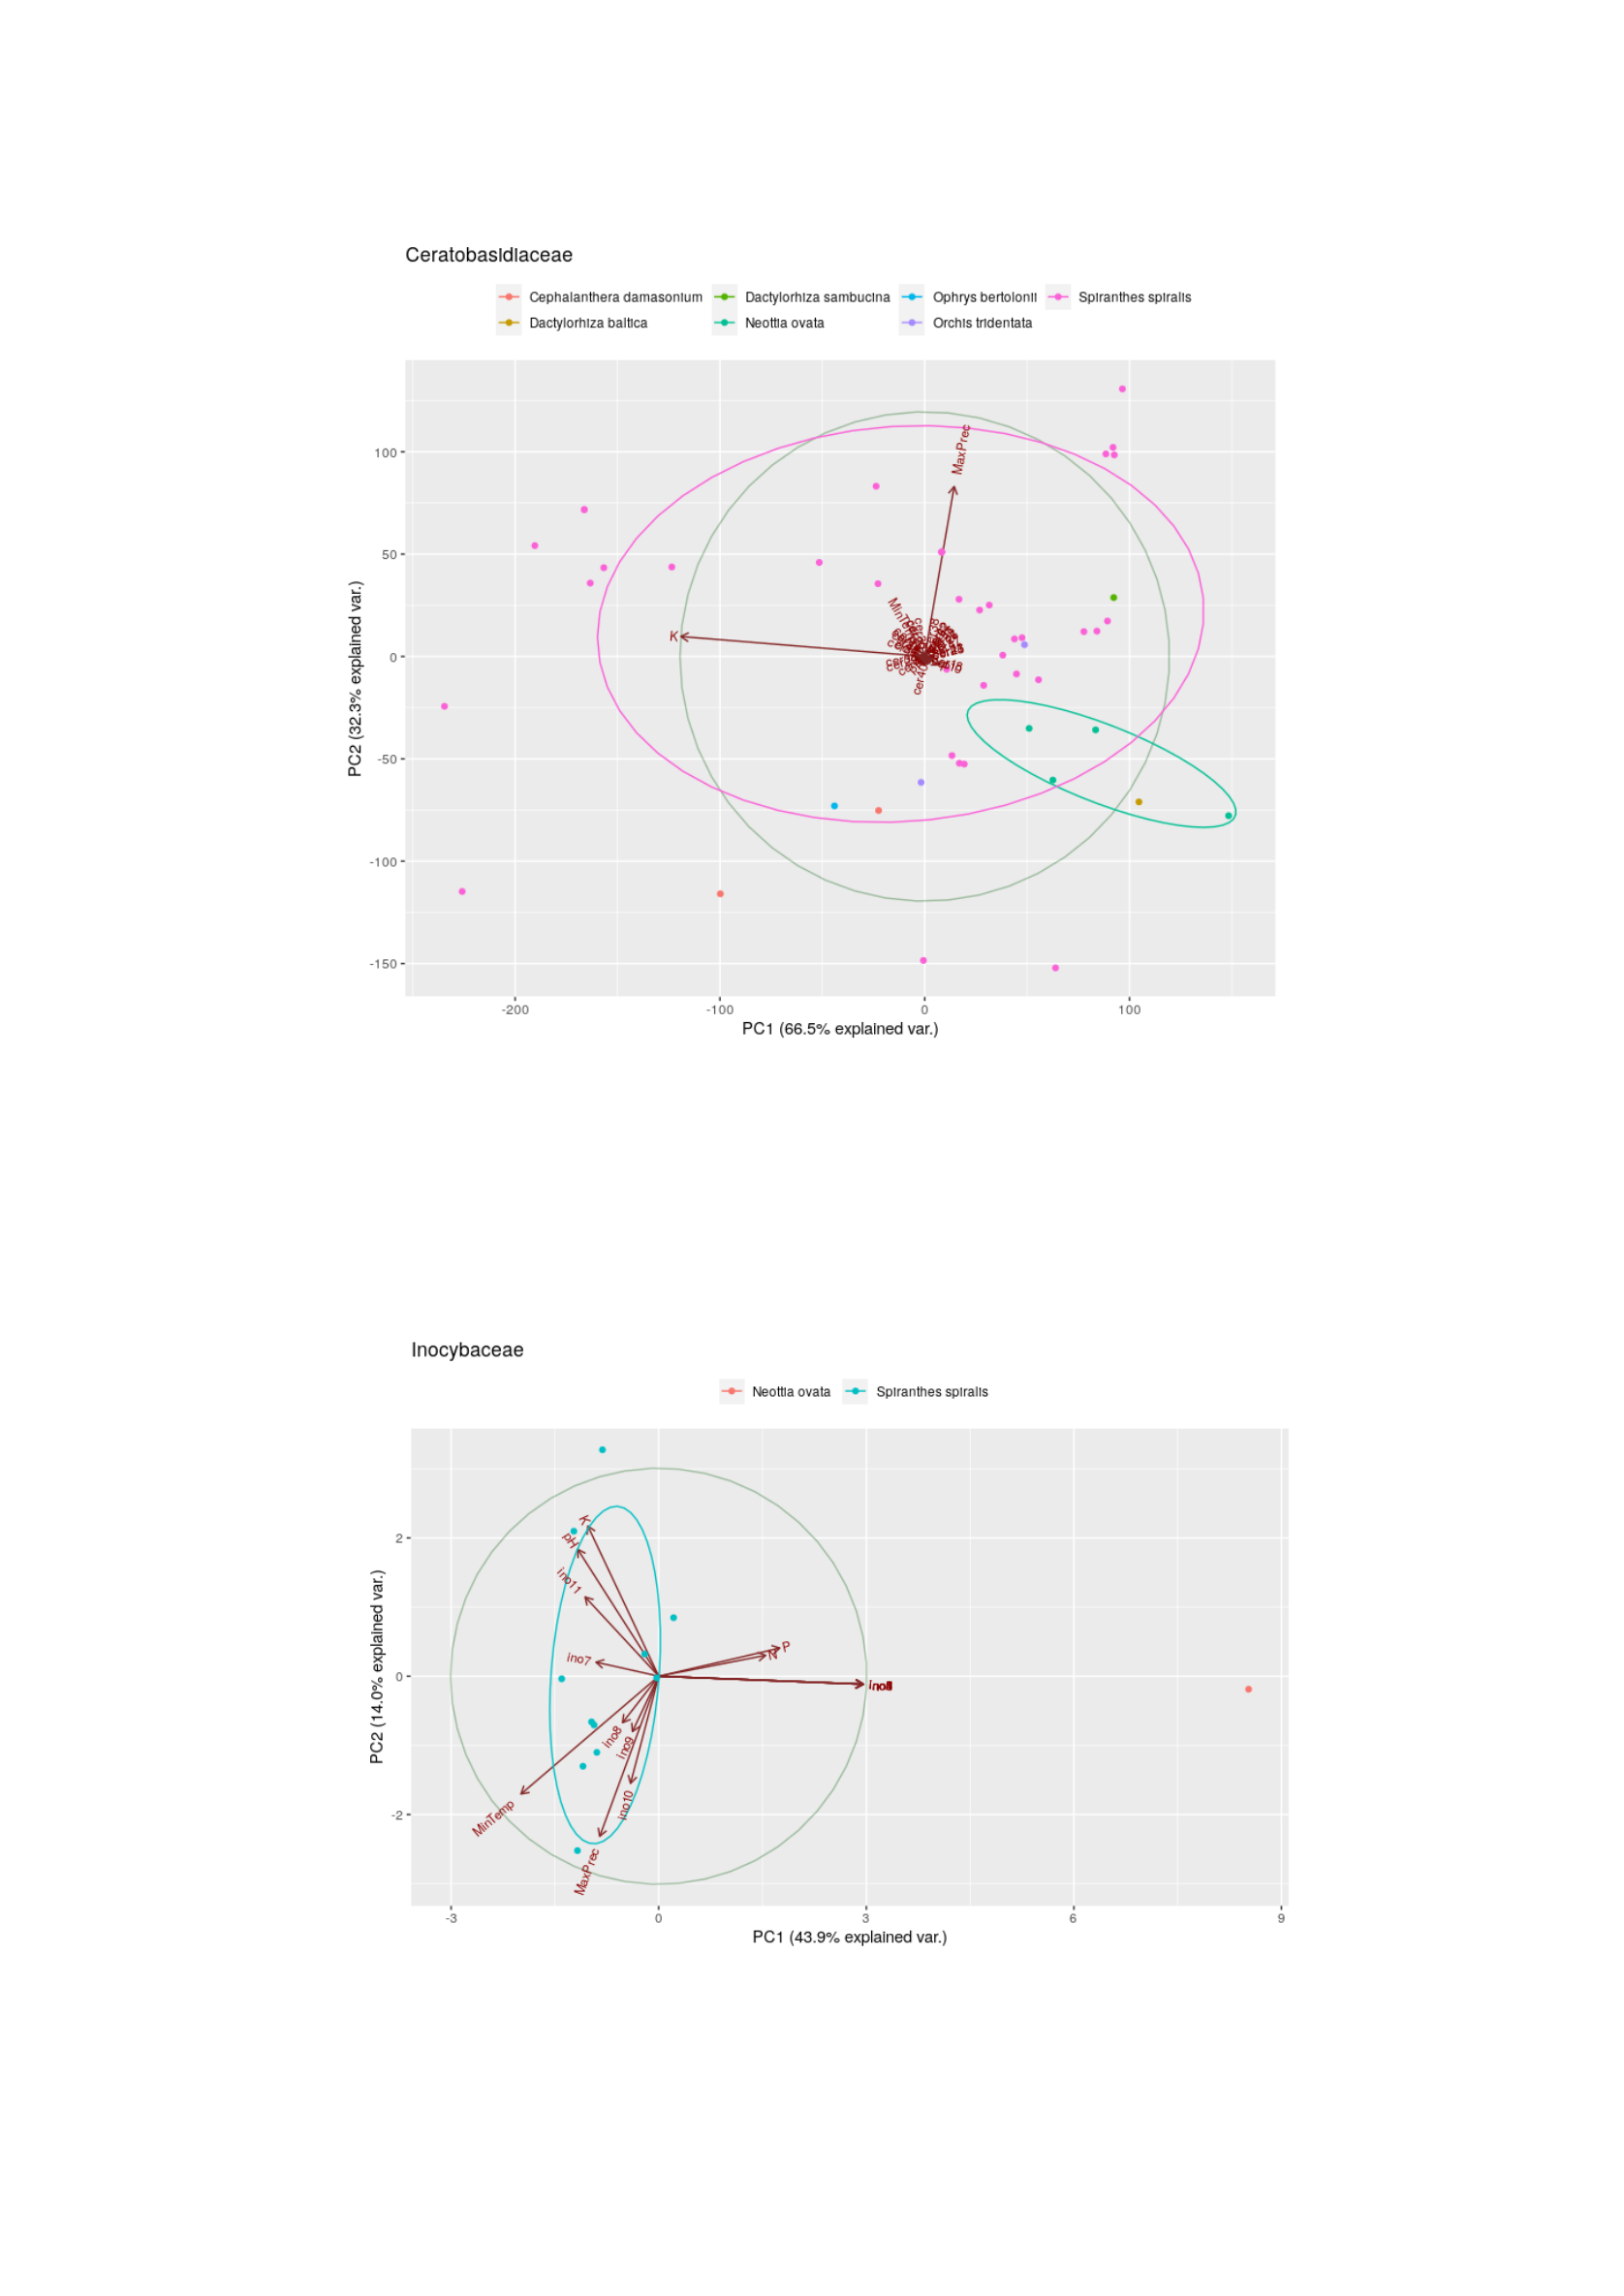 Ceratobasidiaceae
Cephalanthera damasonium Dactylorhiza sambucina Ophrys bertolonii Spiranthes spiralis
Dactylorhiza baltica Neottia ovata Orchis tridentata
MaxPrec
100
50
K
0
-50
-100
-150
PC2 (32.3% explained var.)
-200 -100 0 100
PC1 (66.5% explained var.)
Inocybaceae
Neottia ovata Spiranthes spiralis
K
2
pH
ino11
P
N
ino7
0
ino8
ino9
ino10
-2
MinTemp
MaxPrec
PC2 (14.0% explained var.)
-3 0 3 6 9
PC1 (43.9% explained var.)